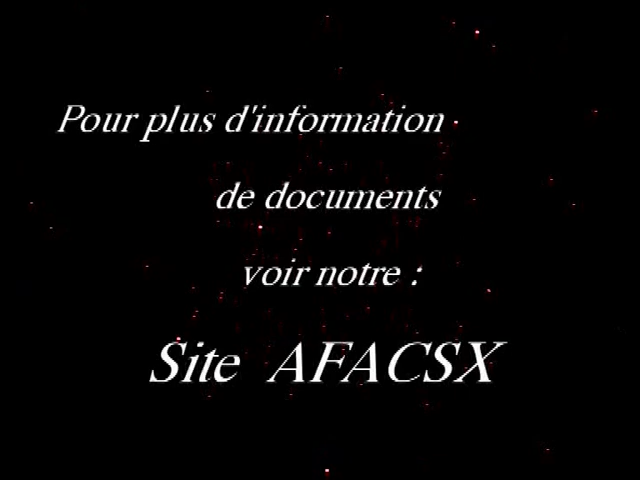 Pour plus d'information
de documents
voir notre :
Site AFACSX